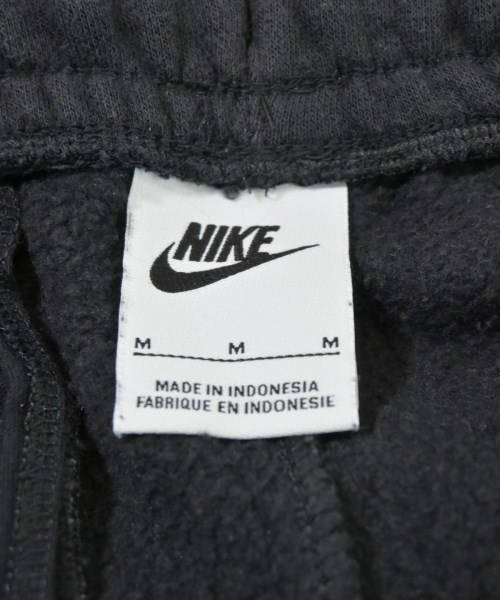 NIKE
M M M
MADE IN INDONESIA
FABRIQUE EN INDONESIE